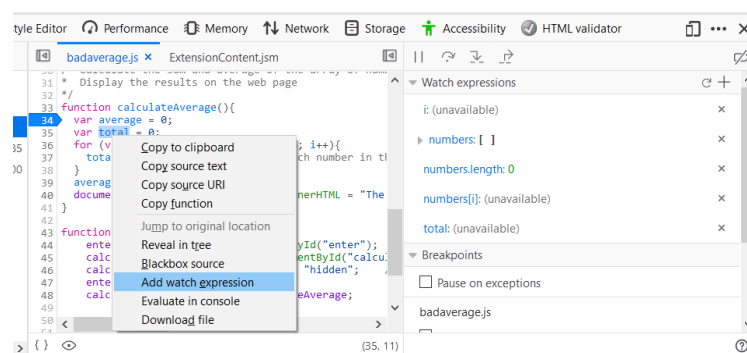 tyle Editor Performance Memory Network Storage Accessibility HTML validator
badaverage.js × ExtensionContent.jsm
31 * Display the results on the web page
32 */
33 function calculateAverage(){
34 var average = 0;
35 var total = 0;
36 for (v ; i++){
37 tota ch number in th
38 }
39 averag
40 docume nerHTML = "The
41 }
42
43 function
44 ente yId("enter");
45 calc entById("calcu
46 calc "hidden"; /
47 ente
48 calc eAverage;
49
50
Copy to clipboard
Copy source text
Copy source URI
Copy function
Jump to original location
Reveal in tree
Blackbox source
Add watch expression
Evaluate in console
Download file
{ } (35, 11)
Watch expressions
i: (unavailable) ×
numbers: [ ] ×
numbers.length: 0 ×
numbers[i]: (unavailable) ×
total: (unavailable) ×
Breakpoints
Pause on exceptions
badaverage.js
35
00